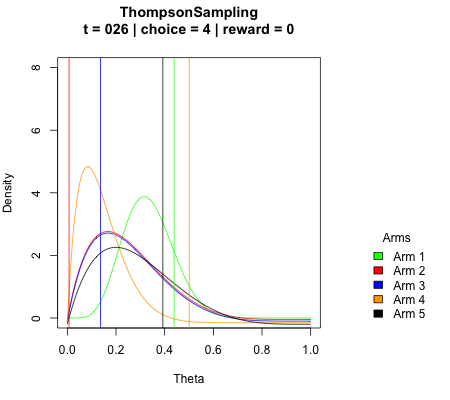 ThompsonSampling
t = 026 | choice = 4 | reward = 0
8
6
4
2
0
Density
0.0 0.2 0.4 0.6 0.8 1.0
Theta
Arms
Arm 1
Arm 2
Arm 3
Arm 4
Arm 5